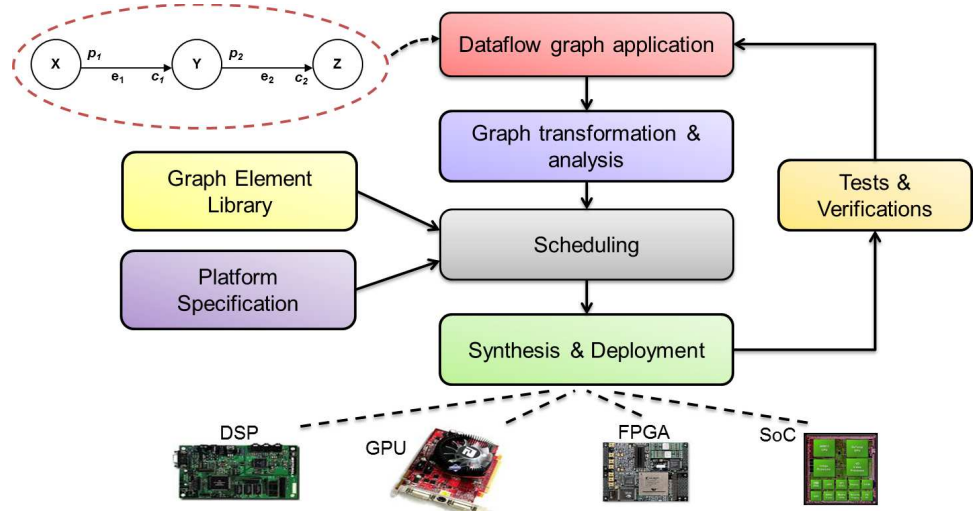 X
p1
e1
c1
Y
p2
e2
c2
Z
Dataflow graph application
Graph transformation &
analysis
Graph Element
Library
Scheduling
Platform
Specification
Tests &
Verifications
Synthesis & Deployment
DSP
GPU
FPGA
SoC